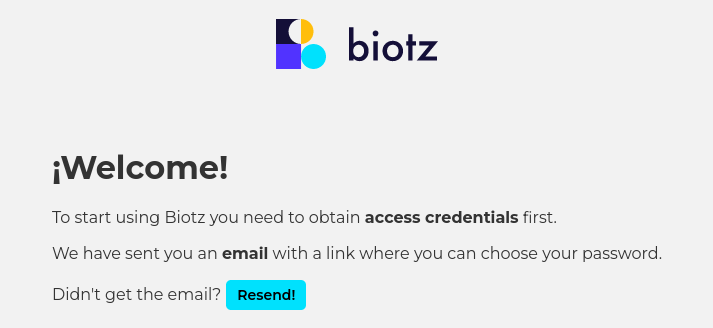 biotz
¡Welcome!
To start using Biotz you need to obtain access credentials first.
We have sent you an email with a link where you can choose your password.
Didn't get the email? Resend!